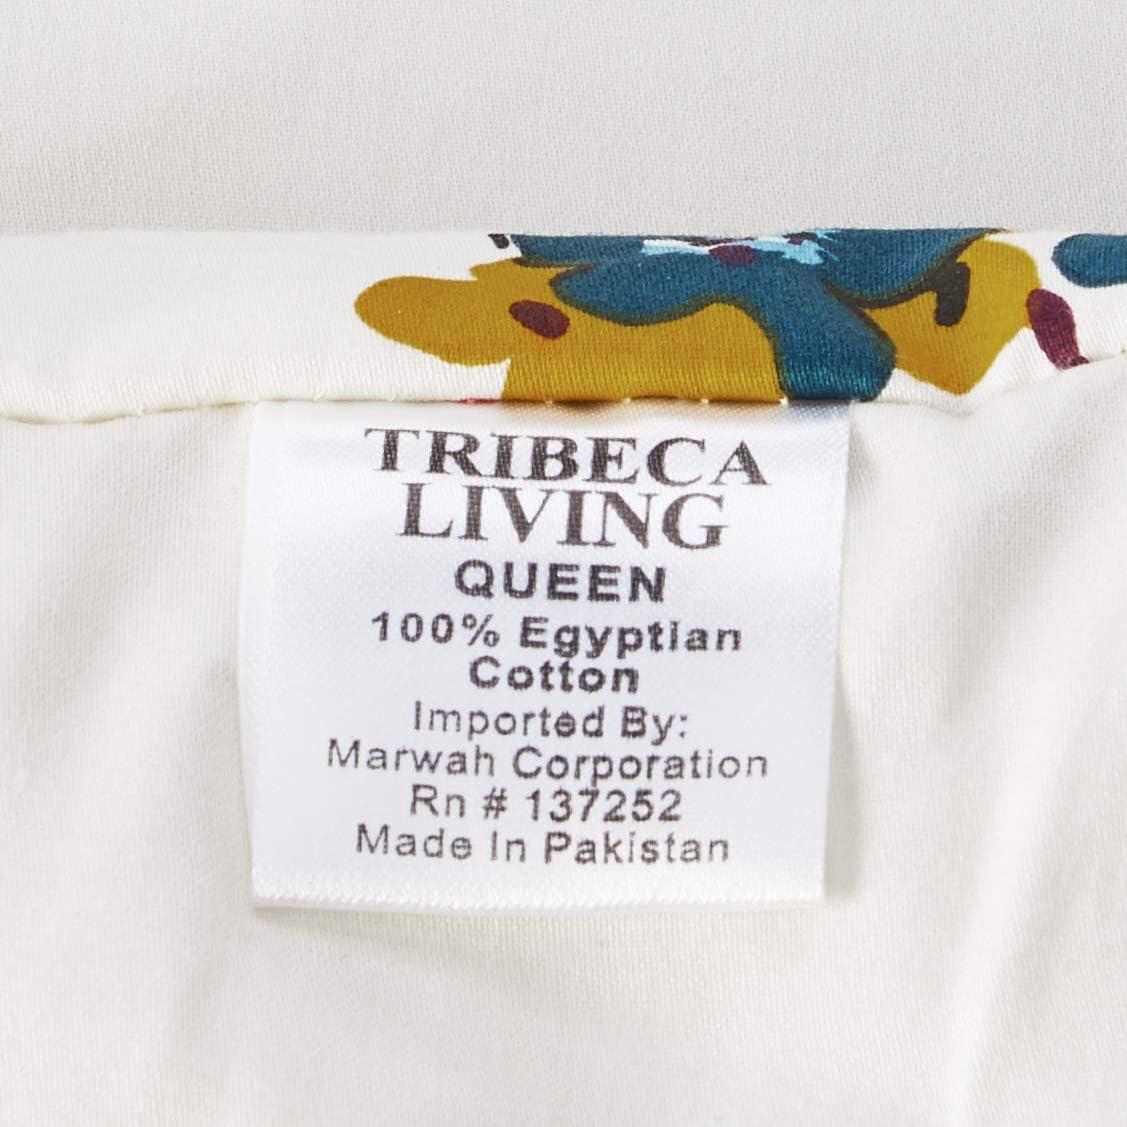 TRIBECA
LIVING
QUEEN
100% Egyptian
Cotton
Imported By:
Marwah Corporation
Rn # 137252
Made In Pakistan